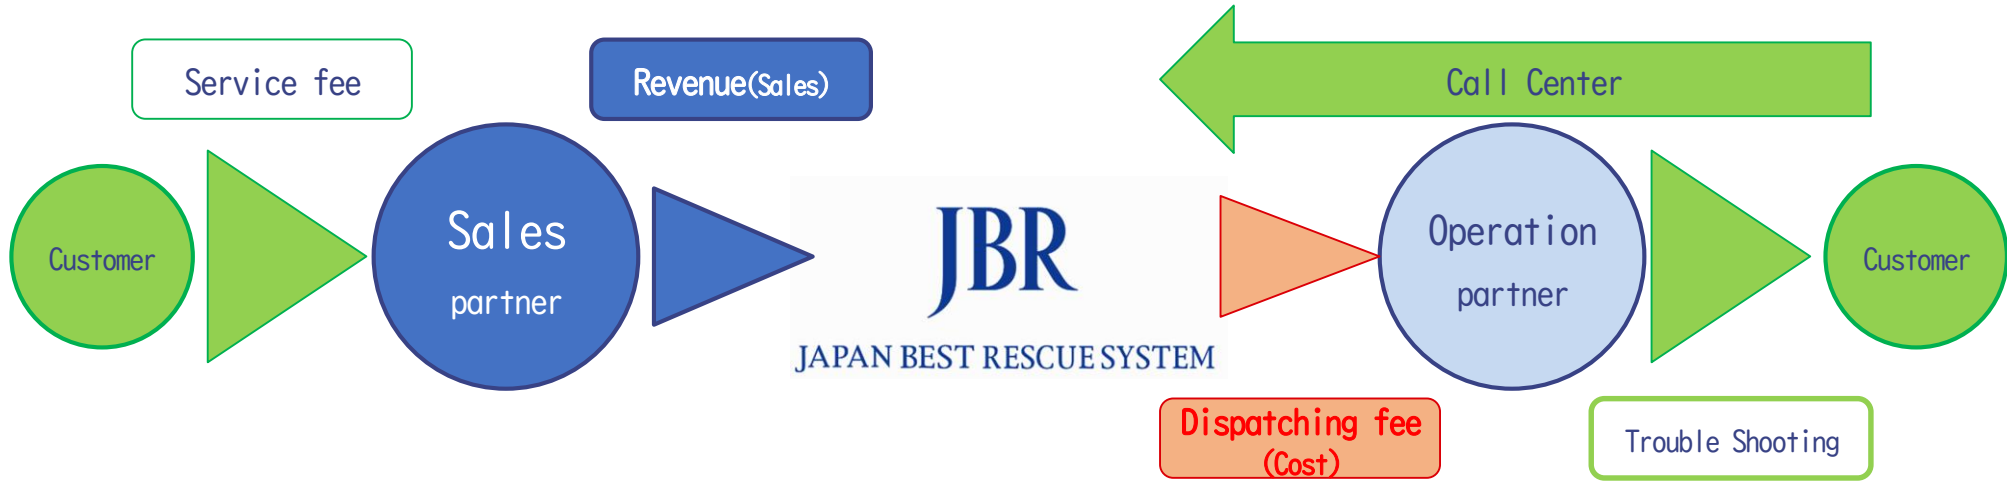 Service fee
Revenue(Sales)
Call Center
Customer
Sales
partner
JBR
JAPAN BEST RESCUE SYSTEM
Operation
partner
Customer
Dispatching fee
(Cost)
Trouble Shooting